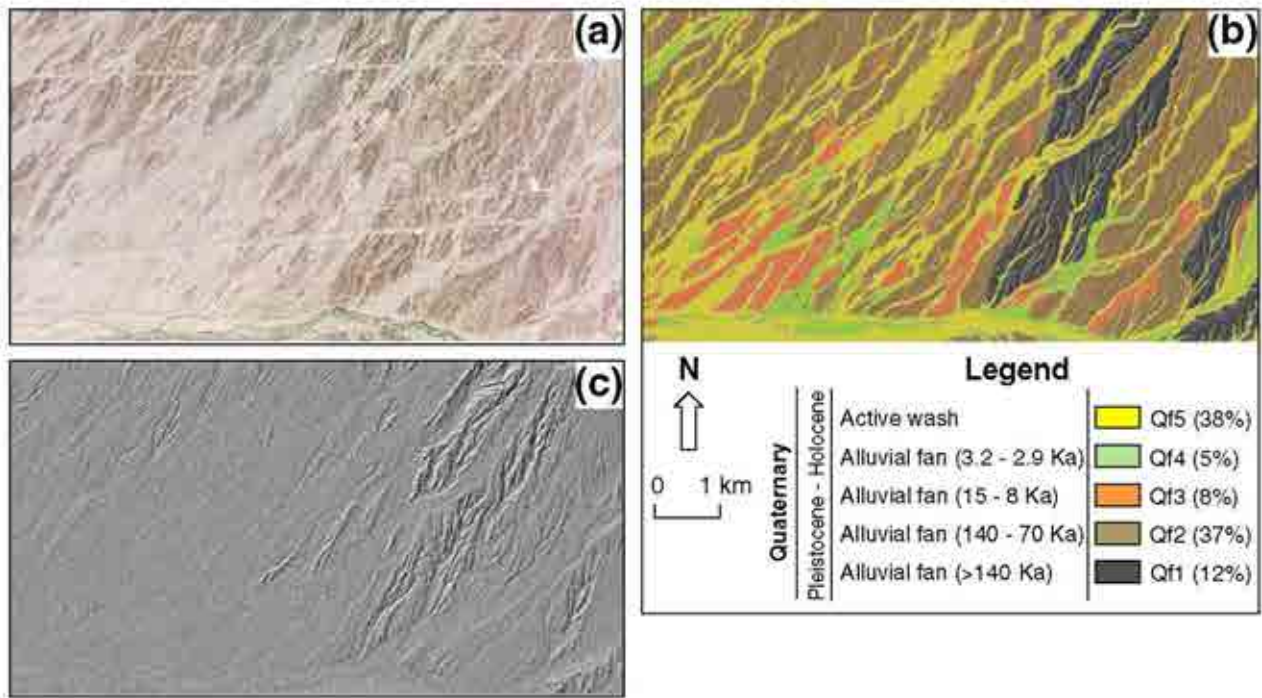 (a)
(b)
(c)
N
0 1 km
Legend
Quaternary
Pleistocene - Holocene
Active wash Qf5 (38%)
Alluvial fan (3.2 - 2.9 Ka) Qf4 (5%)
Alluvial fan (15 - 8 Ka) Qf3 (8%)
Alluvial fan (140 - 70 Ka) Qf2 (37%)
Alluvial fan (>140 Ka) Qf1 (12%)